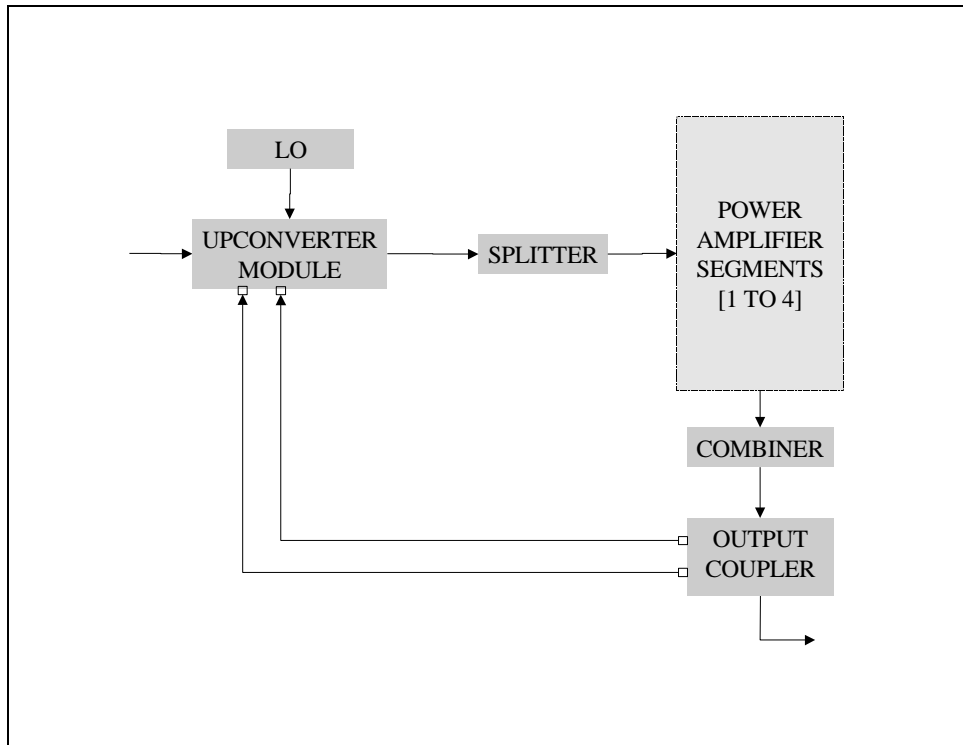 LO
UPCONVERTER
MODULE
SPLITTER
POWER
AMPLIFIER
SEGMENTS
[1 TO 4]
COMBINER
OUTPUT
COUPLER